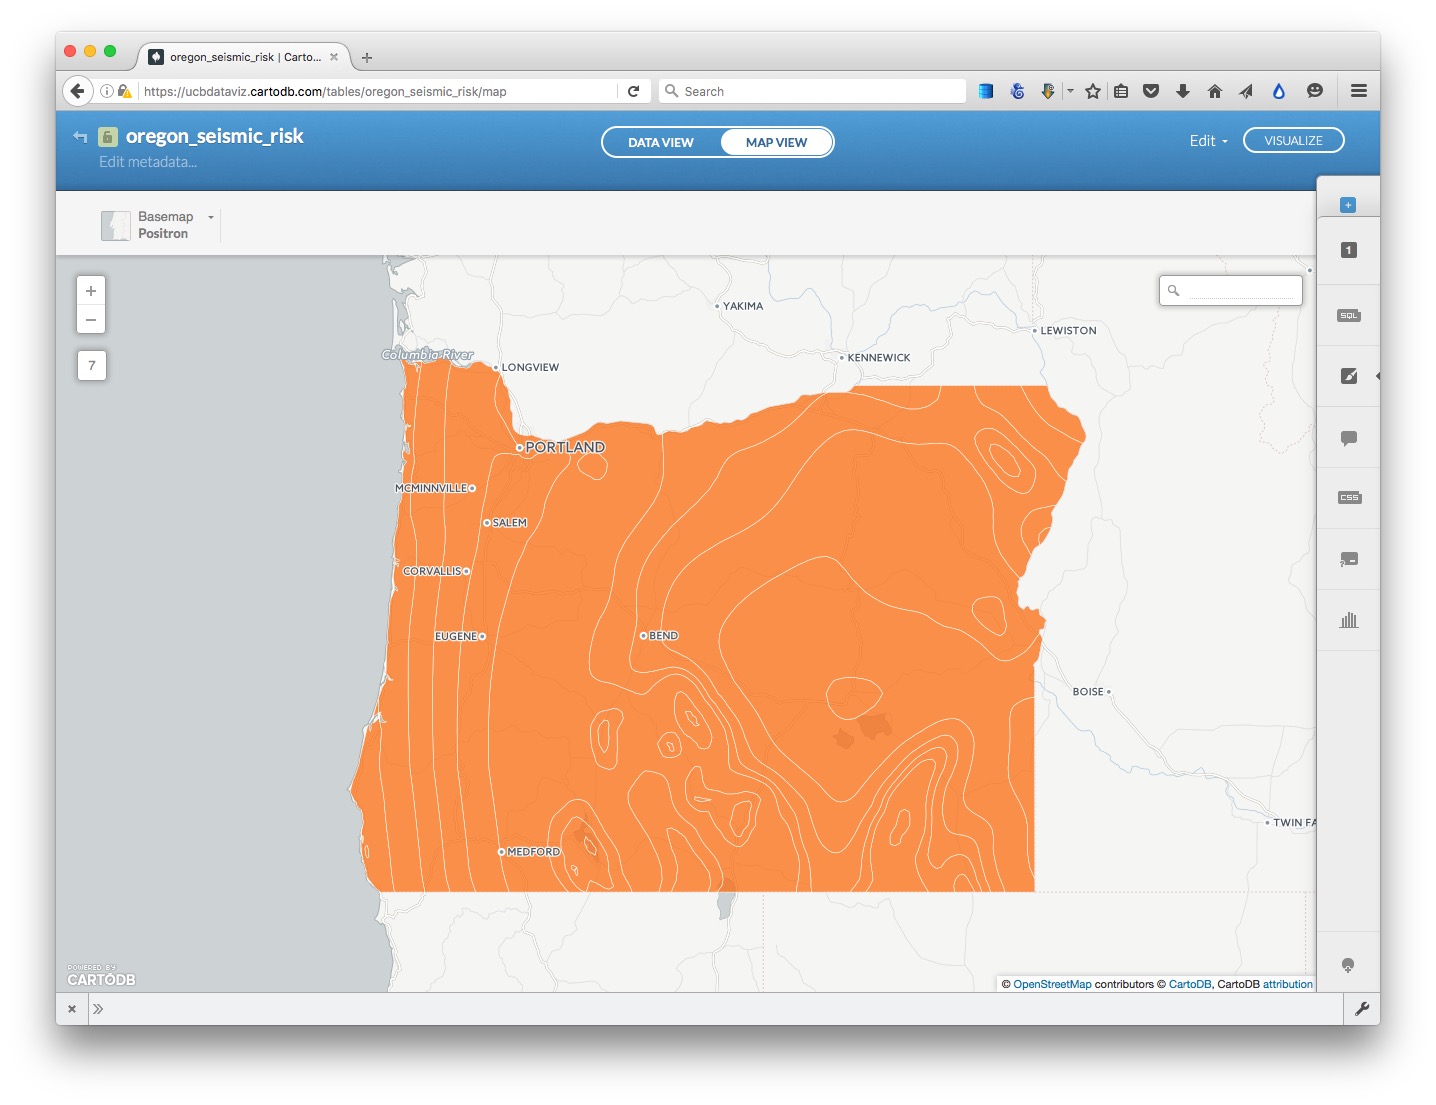 oregon_seismic_risk | Carto...
https://ucbdataviz.cartodb.com/tables/oregon_seismic_risk/map
Search
oregon_seismic_risk
Edit metadata...
DATA VIEW
MAP VIEW
Edit
VISUALIZE
Basemap
Positron
+
−
7
1
SQL
CSS
YAKIMA
LEWISTON
KENNEWICK
Columbia River
LONGVIEW
PORTLAND
MCMINNVILLE
SALEM
CORVALLIS
EUGENE
BEND
BOISE
TWIN FA
MEDFORD
POWERED BY
CARTODB
© OpenStreetMap contributors © CartoDB, CartoDB attribution